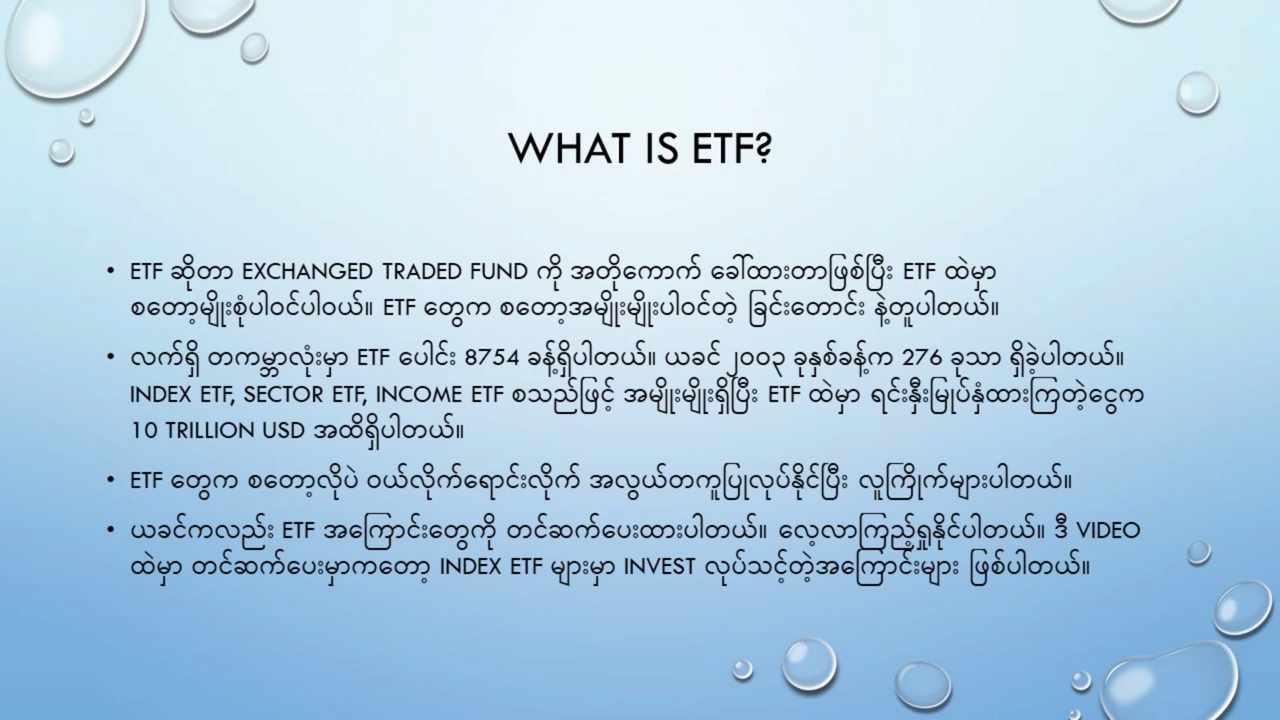 WHAT IS ETF?
• ETF ဆိုတာ EXCHANGED TRADED FUND ကို အတိုကောက် ခေါ်ထားတာဖြစ်ပြီး ETF ထဲမှာ
စတော့မျိုးစုံပါဝင်ပါဝယ်။ ETF တွေက စတော့အမျိုးမျိုးပါဝင်တဲ့ ခြင်းတောင်း နဲ့တူပါတယ်။
• လက်ရှိ တကမ္ဘာလုံးမှာ ETF ပေါင်း 8754 ခန့်ရှိပါတယ်။ ယခင် ၂၀၀၃ ခုနှစ်ခန့်က 276 ခုသာ ရှိခဲ့ပါတယ်။
INDEX ETF, SECTOR ETF, INCOME ETF စသည်ဖြင့် အမျိုးမျိုးရှိပြီး ETF ထဲမှာ ရင်းနှီးမြှုပ်နှံထားကြတဲ့ငွေက
10 TRILLION USD အထိရှိပါတယ်။
• ETF တွေက စတော့လိုပဲ ဝယ်လိုက်ရောင်းလိုက် အလွယ်တကူပြုလုပ်နိုင်ပြီး လူကြိုက်များပါတယ်။
• ယခင်ကလည်း ETF အကြောင်းတွေကို တင်ဆက်ပေးထားပါတယ်။ လေ့လာကြည့်ရှုနိုင်ပါတယ်။ ဒီ VIDEO
ထဲမှာ တင်ဆက်ပေးမှာကတော့ INDEX ETF များမှာ INVEST လုပ်သင့်တဲ့အကြောင်းများ ဖြစ်ပါတယ်။